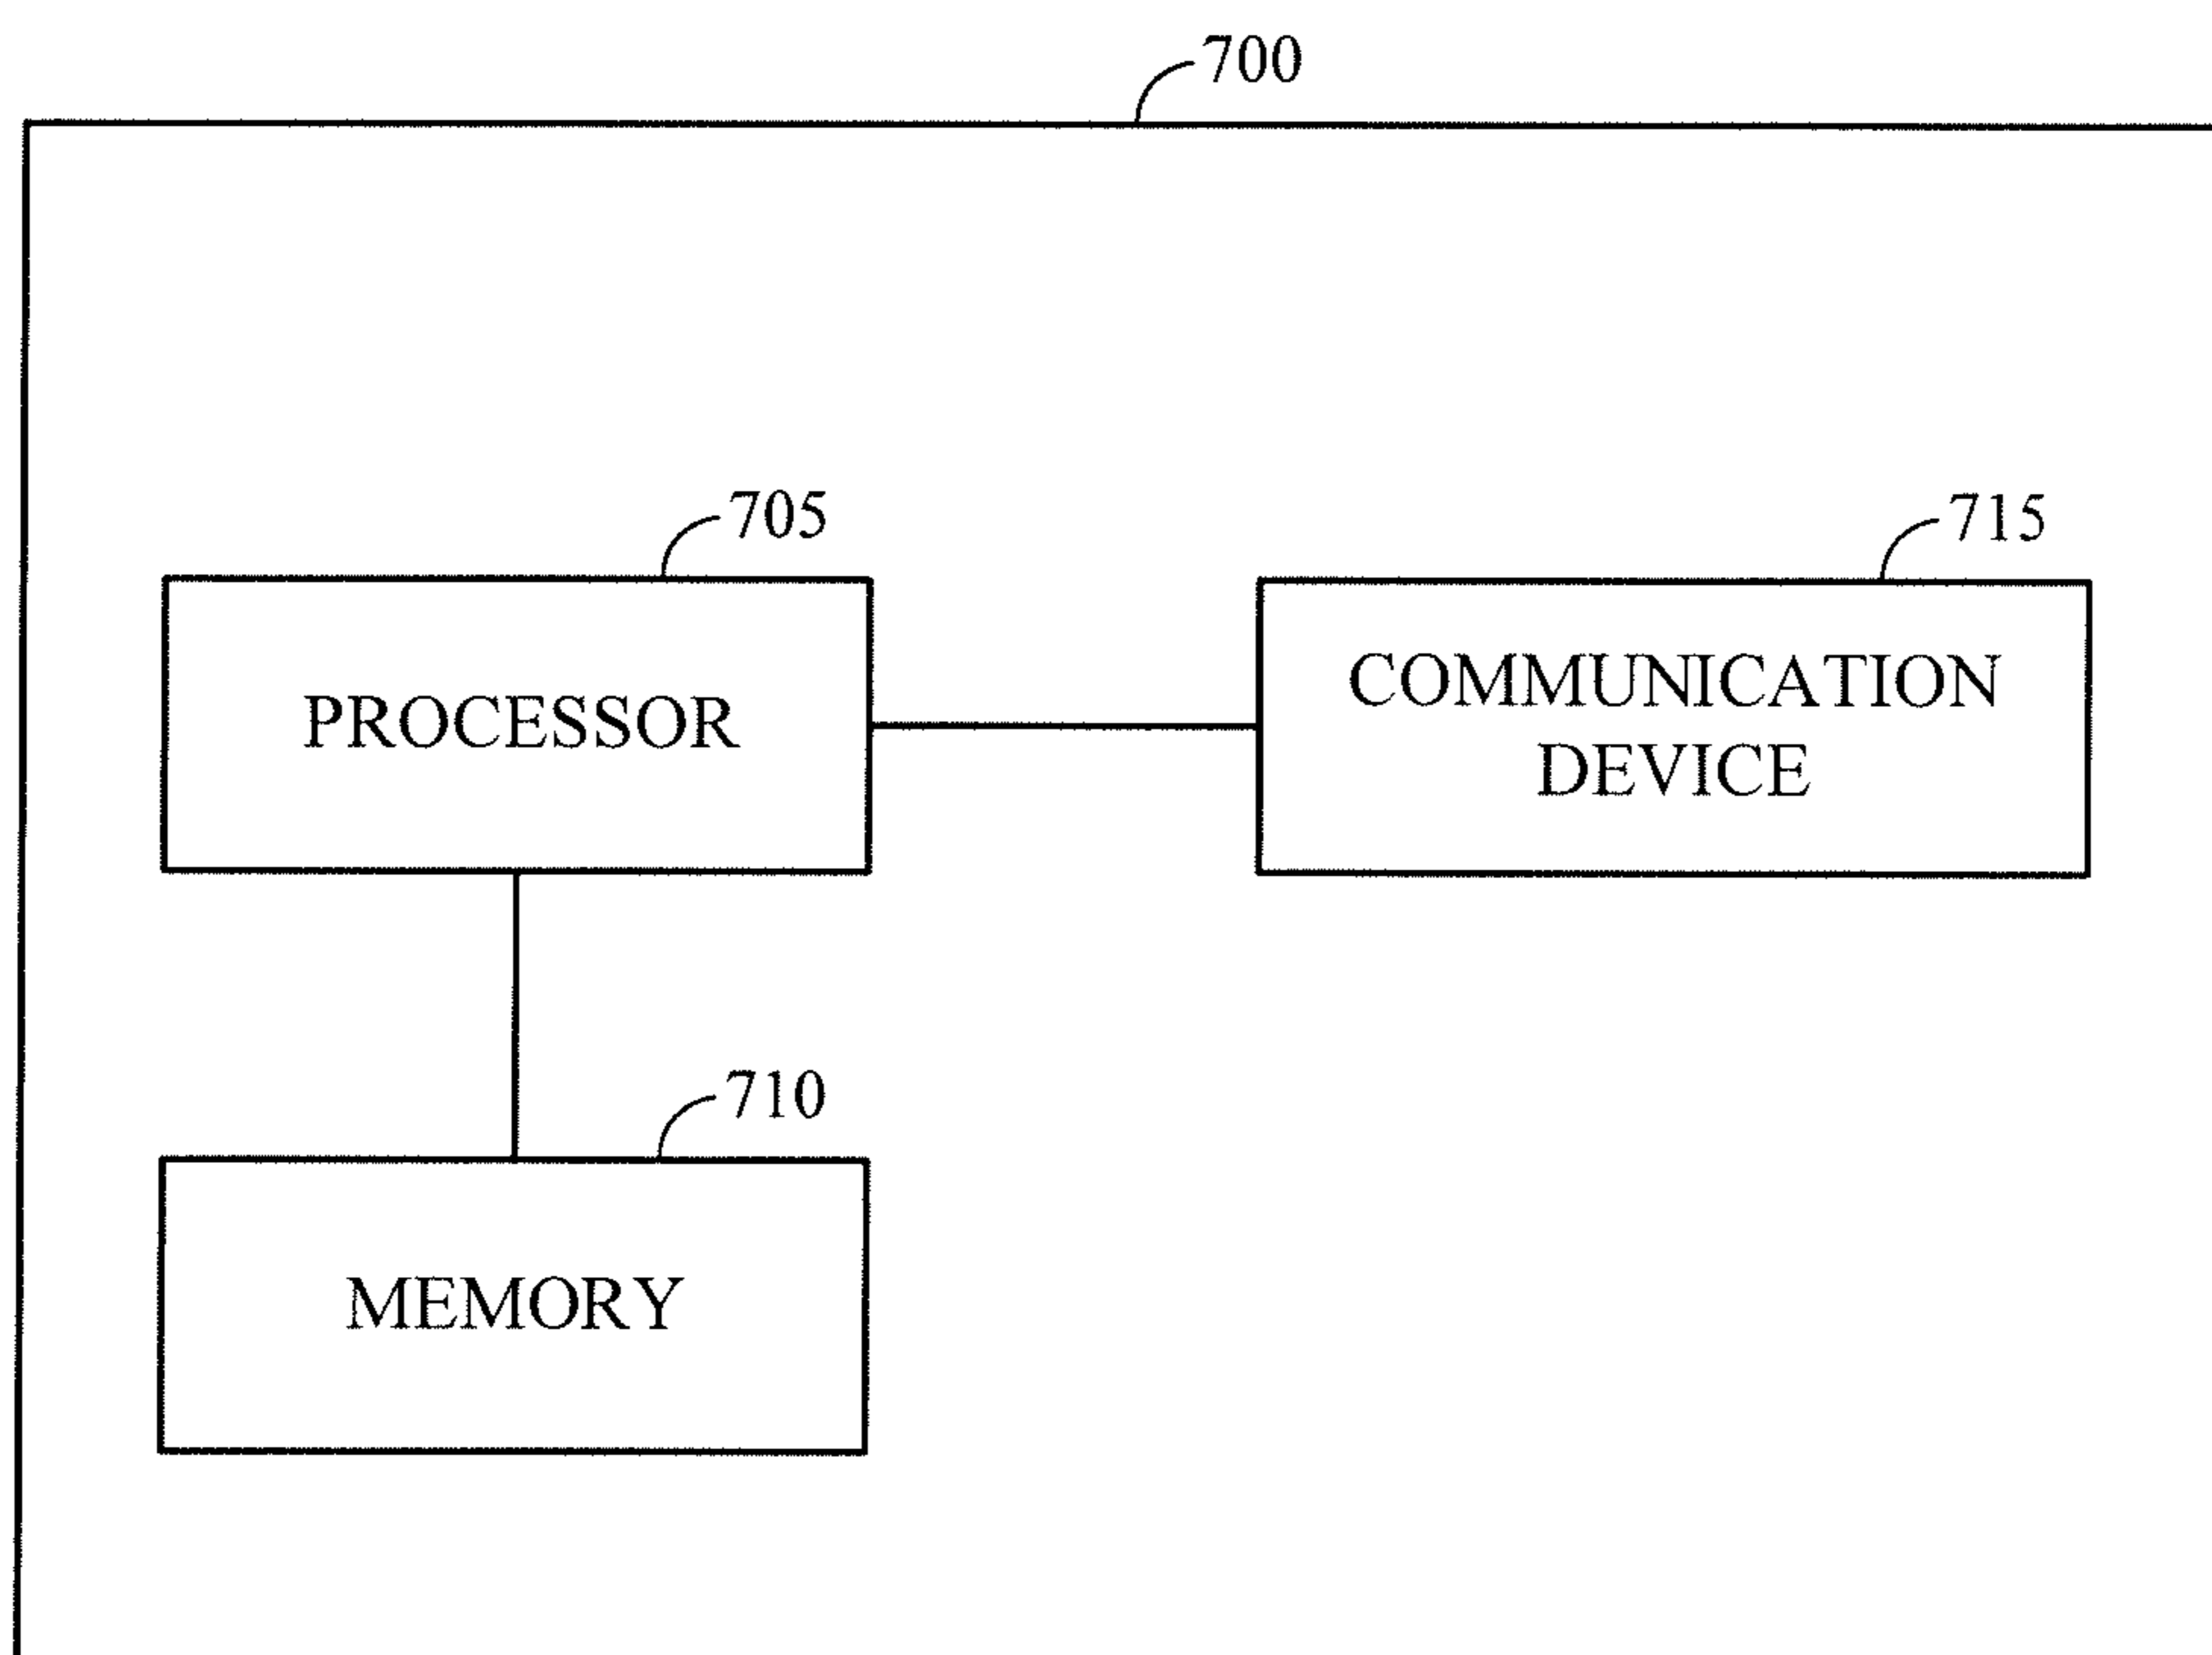 700
705
PROCESSOR
715
COMMUNICATION
DEVICE
710
MEMORY